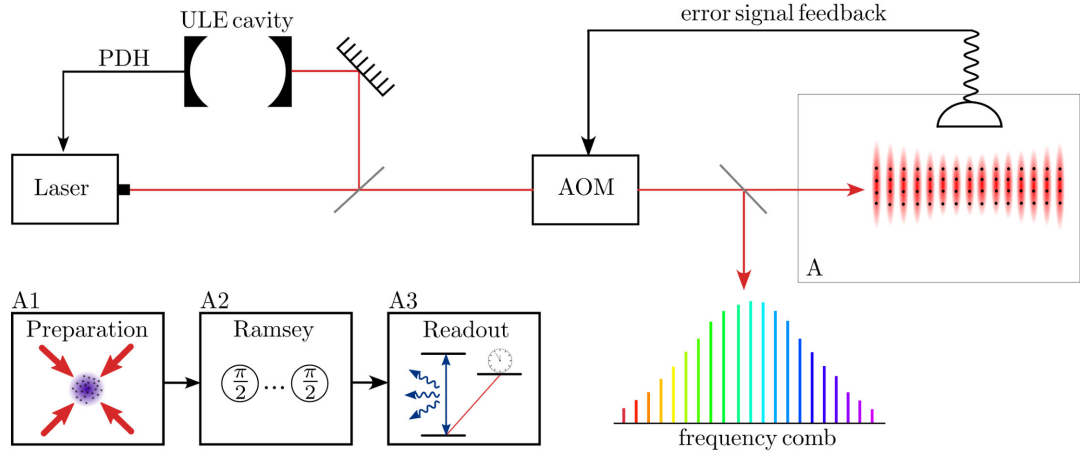 error signal feedback
ULE cavity
PDH
Laser
AOM
A
A1
Preparation
A2
Ramsey
π/2 ... π/2
A3
Readout
frequency comb